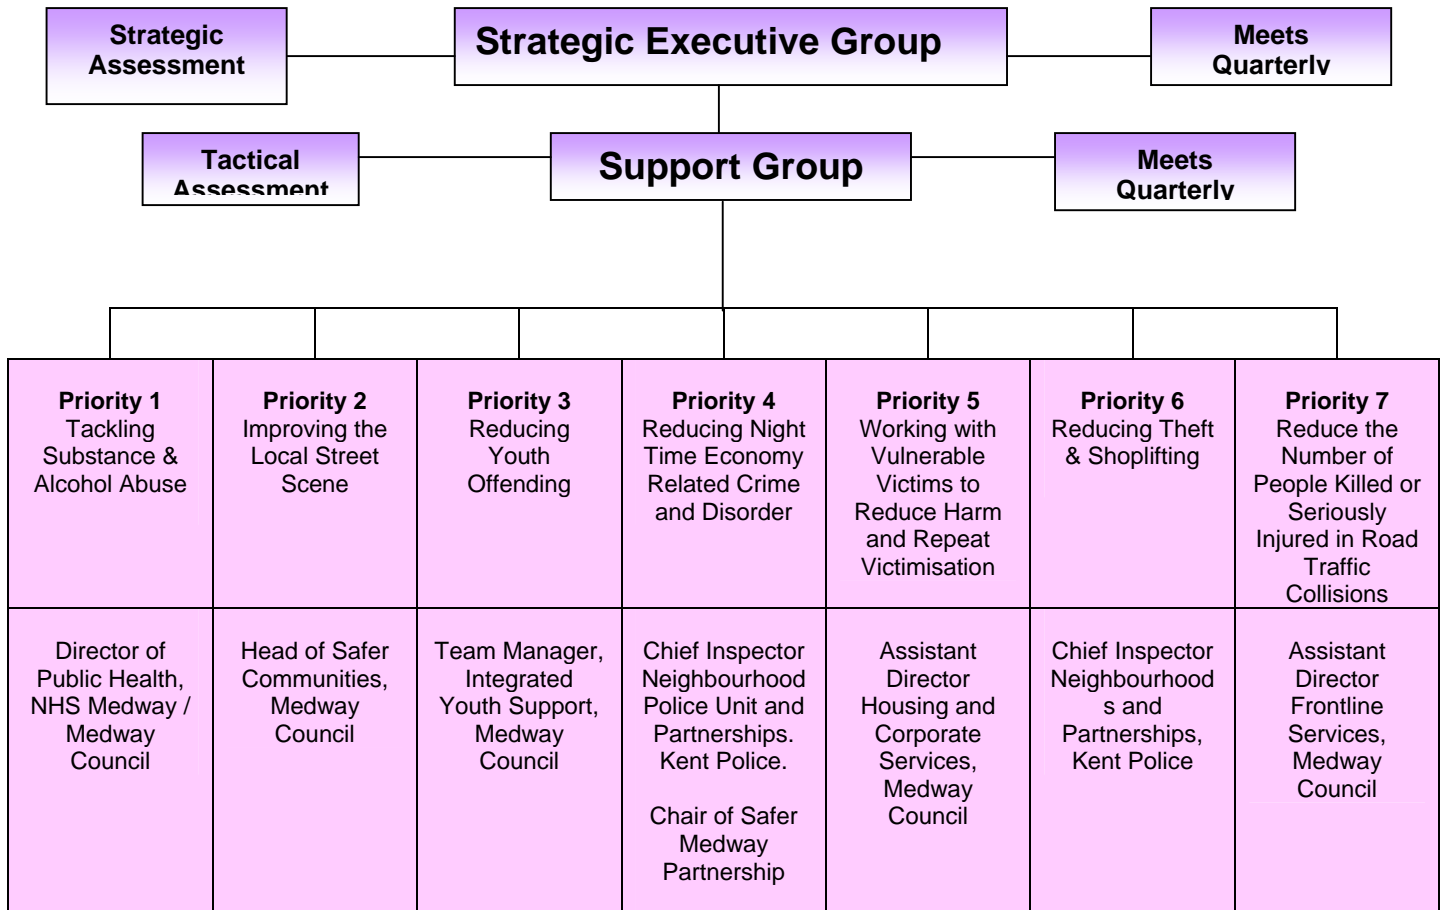 Strategic
Assessment
Strategic Executive Group
Meets
Quarterly
Tactical
Assessment
Support Group
Meets
Quarterly
Priority 1
Tackling
Substance &
Alcohol Abuse
Priority 2
Improving the
Local Street
Scene
Priority 3
Reducing
Youth
Offending
Priority 4
Reducing Night
Time Economy
Related Crime
and Disorder
Priority 5
Working with
Vulnerable
Victims to
Reduce Harm
and Repeat
Victimisation
Priority 6
Reducing Theft
& Shoplifting
Priority 7
Reduce the
Number of
People Killed or
Seriously
Injured in Road
Traffic
Collisions
Director of
Public Health,
NHS Medway /
Medway
Council
Head of Safer
Communities,
Medway
Council
Team Manager,
Integrated
Youth Support,
Medway
Council
Chief Inspector
Neighbourhood
Police Unit and
Partnerships.
Kent Police.
Chair of Safer
Medway
Partnership
Assistant
Director
Housing and
Corporate
Services,
Medway
Council
Chief Inspector
Neighbourhood
s and
Partnerships,
Kent Police
Assistant
Director
Frontline
Services,
Medway
Council